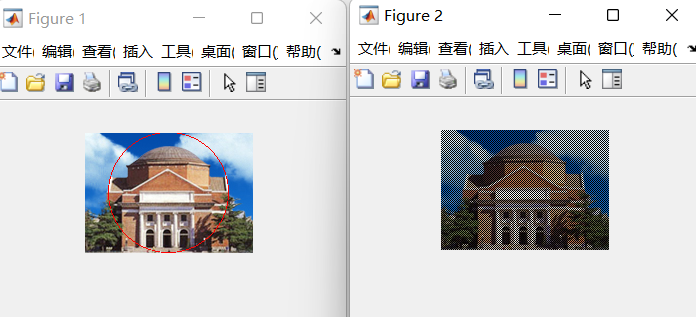 Figure 1
文件( 编辑( 查看( 插入 工具( 桌面( 窗口( 帮助(
Figure 2
文件( 编辑( 查看( 插入 工具( 桌面( 窗口( 帮助(